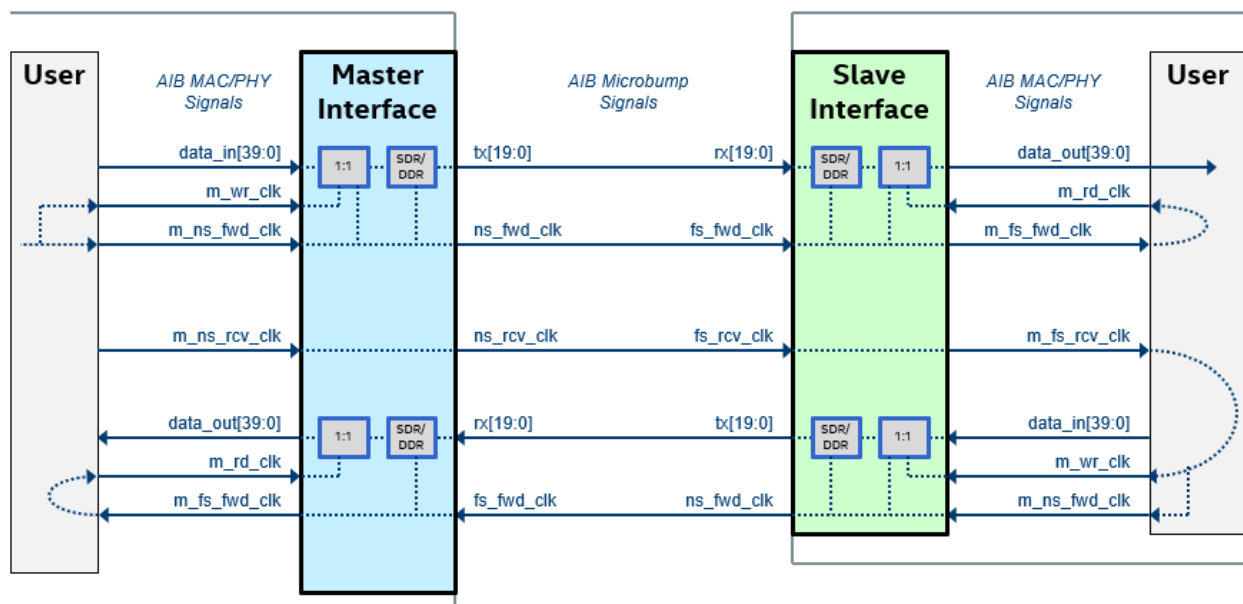 User
AIB MAC/PHY
Signals
Master
Interface
AIB Microbump
Signals
Slave
Interface
AIB MAC/PHY
Signals
User
data_in[39:0]
1:1
SDR/
DDR
tx[19:0]
rx[19:0]
SDR/
DDR
1:1
data_out[39:0]
m_wr_clk
m_rd_clk
m_ns_fwd_clk
ns_fwd_clk
fs_fwd_clk
m_fs_fwd_clk
m_ns_rcv_clk
ns_rcv_clk
fs_rcv_clk
m_fs_rcv_clk
data_out[39:0]
1:1
SDR/
DDR
rx[19:0]
tx[19:0]
SDR/
DDR
1:1
data_in[39:0]
m_rd_clk
m_wr_clk
m_fs_fwd_clk
fs_fwd_clk
ns_fwd_clk
m_ns_fwd_clk